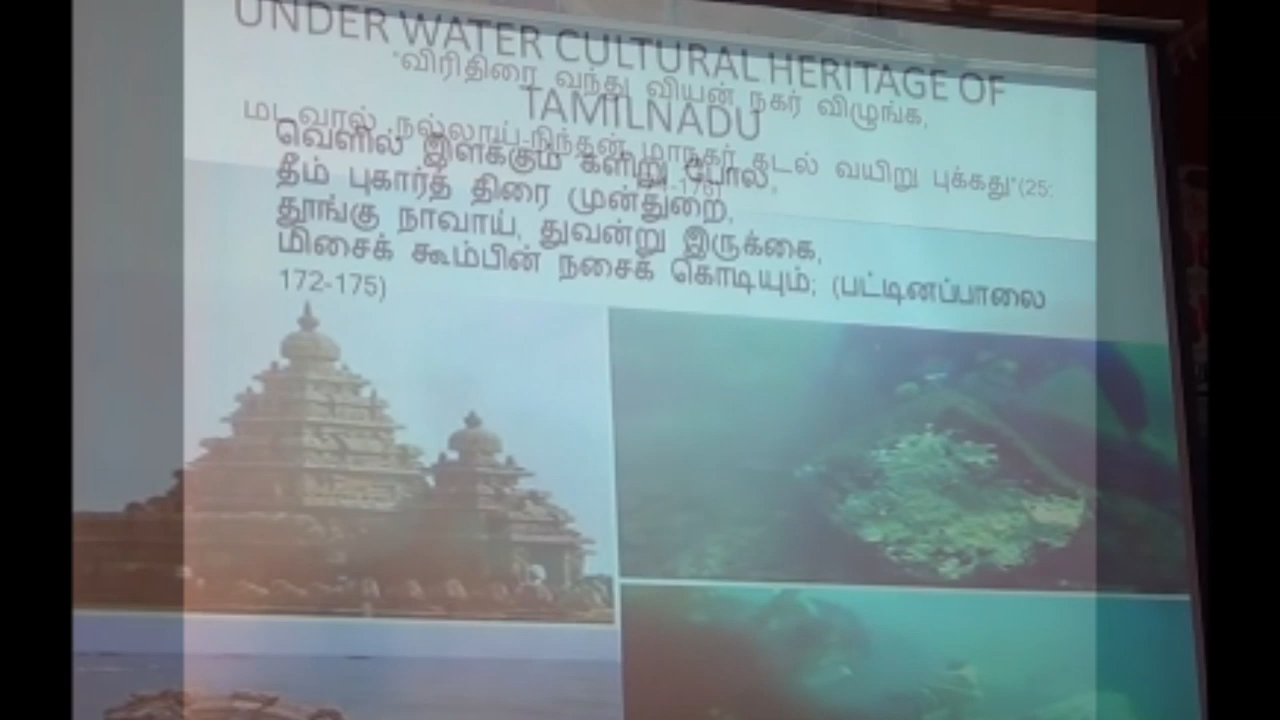 UNDER WATER CULTURAL HERITAGE OF
TAMILNADU
"விரிதிரை வந்து வியன் நகர் விழுங்க,
மடவால் நல்லாய்-நிந்தன் மாநகர் கடல் வயிறு புக்கது"(25:
-176)
வெளில் இளக்கும் களிறு போல,
தீம் புகார்த் திரை முன்துறை,
தூங்கு நாவாய், துவன்று இருக்கை,
மிசைக் கூம்பின் நசைக் கொடியும்; (பட்டினப்பாலை
172-175)